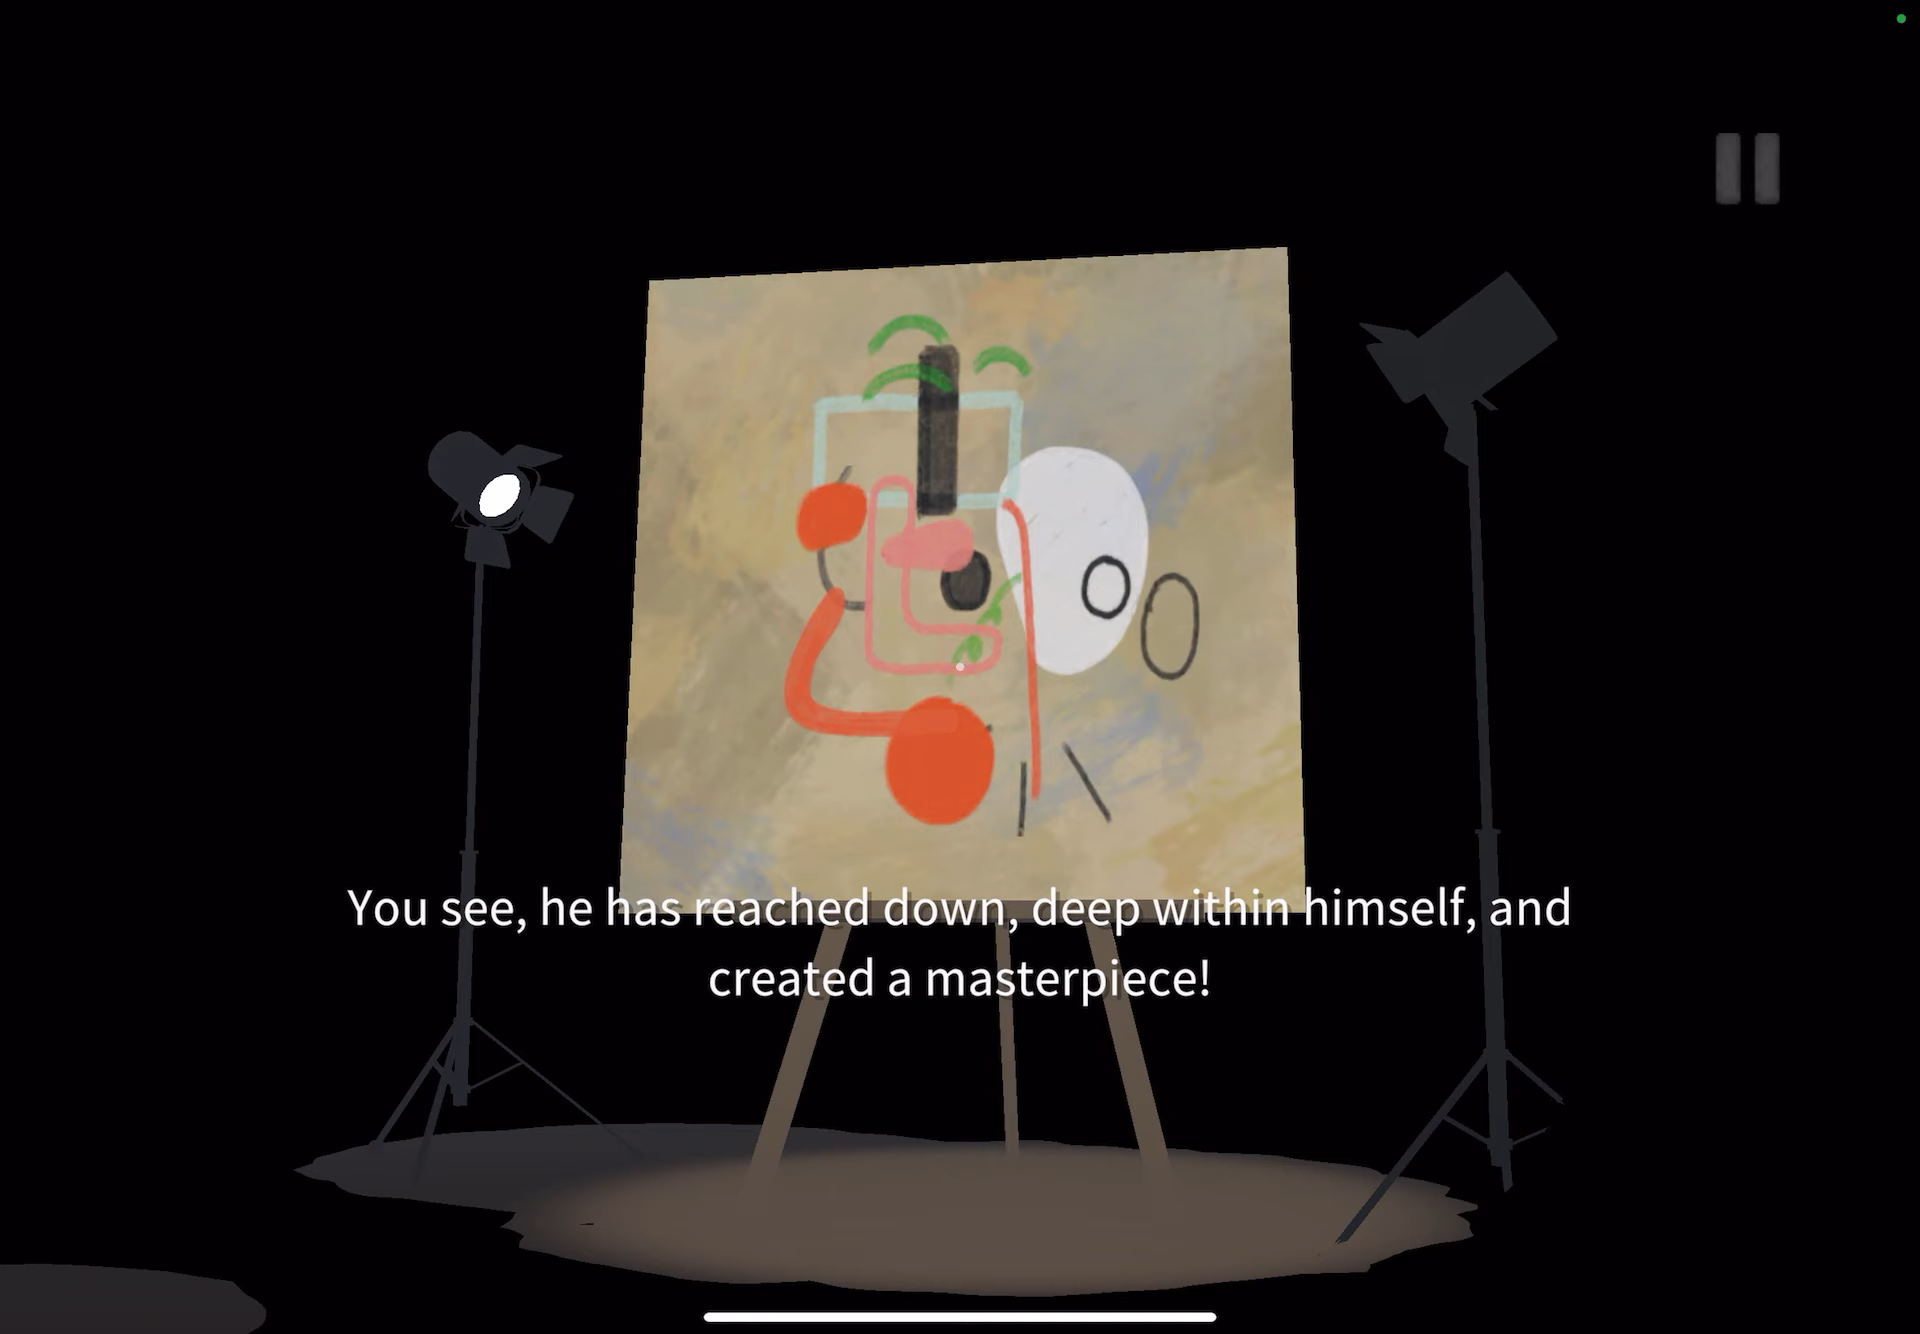 You see, he has reached down, deep within himself, and
created a masterpiece!